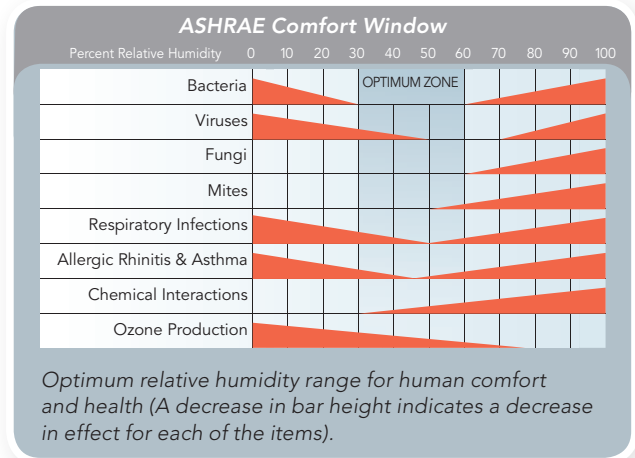 ASHRAE Comfort Window
Percent Relative Humidity 0 10 20 30 40 50 60 70 80 90 100
Bacteria OPTIMUM ZONE
Viruses
Fungi
Mites
Respiratory Infections
Allergic Rhinitis & Asthma
Chemical Interactions
Ozone Production
Optimum relative humidity range for human comfort
and health (A decrease in bar height indicates a decrease
in effect for each of the items).